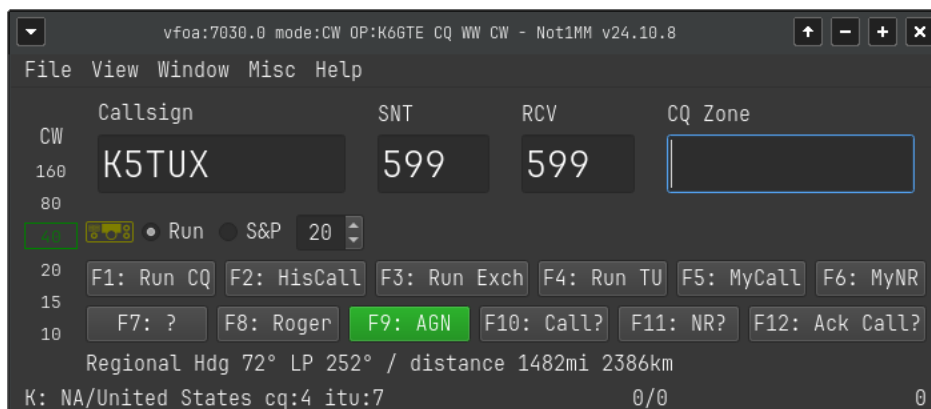 vfoa:7030.0 mode:CW OP:K6GTE CQ WW CW - Not1MM v24.10.8
File View Window Misc Help
Callsign SNT RCV CQ Zone
CW
160
80
40
20
15
10
K5TUX 599 599
Run S&P 20
F1: Run CQ F2: HisCall F3: Run Exch F4: Run TU F5: MyCall F6: MyNR
F7: ? F8: Roger F9: AGN F10: Call? F11: NR? F12: Ack Call?
Regional Hdg 72° LP 252° / distance 1482mi 2386km
K: NA/United States cq:4 itu:7 0/0 0